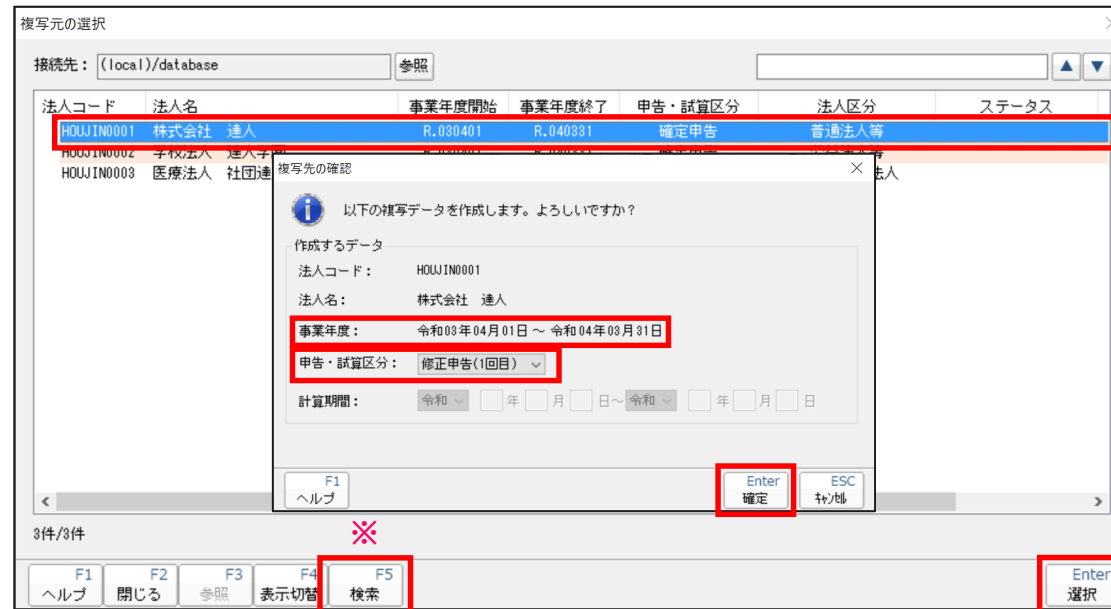 複写元の選択
接続先： (local)/database 参照
法人コード 法人名 事業年度開始 事業年度終了 申告・試算区分 法人区分 ステータス
HOUJIN0001 株式会社 達人 R.030401 R.040331 確定申告 普通法人等
HOUJIN0002 学校法人 達人学園
HOUJIN0003 医療法人 社団達 法人
複写先の確認
以下の複写データを作成します。よろしいですか？
作成するデータ
法人コード： HOUJIN0001
法人名： 株式会社 達人
事業年度： 令和03年04月01日 ～ 令和04年03月31日
申告・試算区分： 修正申告(1回目)
計算期間： 令和 年 月 日～ 令和 年 月 日
F1 Enter ESC
ヘルプ 確定 ｷｬﾝｾﾙ
3件/3件
※
F1 F2 F3 F4 F5 Enter
ヘルプ 閉じる 参照 表示切替 検索 選択